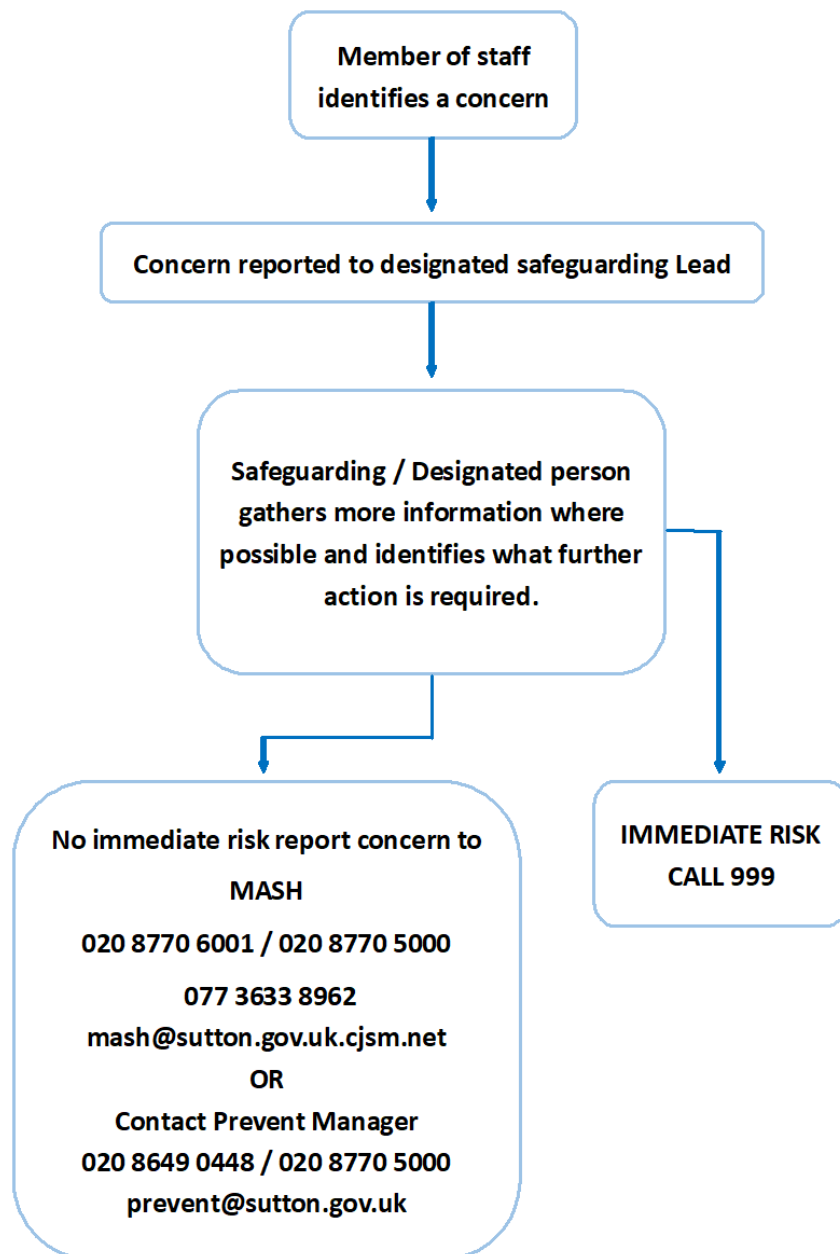 Member of staff
identifies a concern
Concern reported to designated safeguarding Lead
Safeguarding / Designated person
gathers more information where
possible and identifies what further
action is required.
No immediate risk report concern to
MASH
020 8770 6001 / 020 8770 5000
077 3633 8962
mash@sutton.gov.uk.cjsm.net
OR
Contact Prevent Manager
020 8649 0448 / 020 8770 5000
prevent@sutton.gov.uk
IMMEDIATE RISK
CALL 999